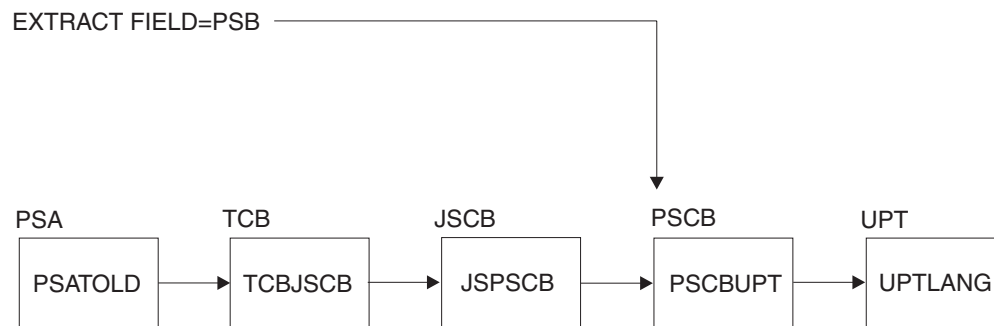 EXTRACT FIELD=PSB
PSA
TCB
JSCB
PSCB
UPT
PSATOLD
TCBJSCB
JSPSCB
PSCBUPT
UPTLANG